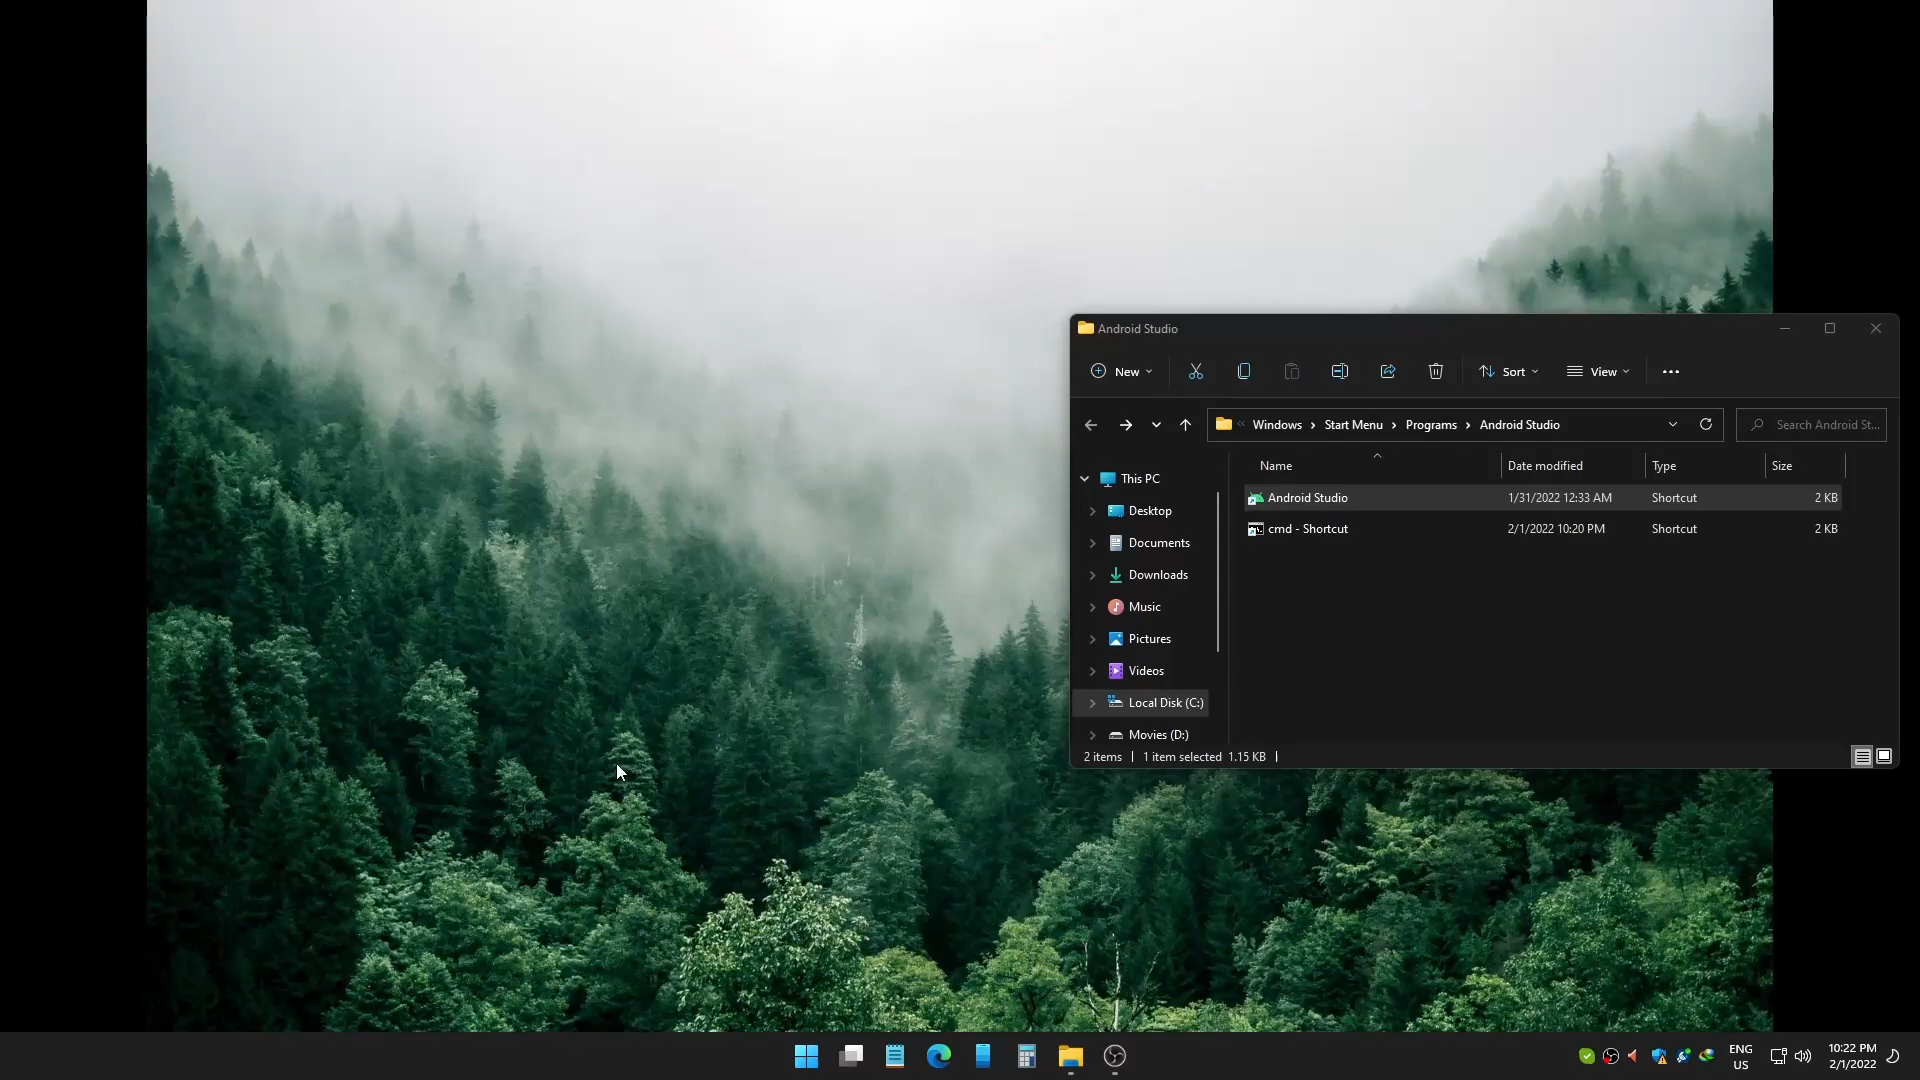 Android Studio
New
Sort
View
Windows > Start Menu > Programs > Android Studio
Search Android St...
Name
Date modified
Type
Size
This PC
Desktop
Documents
Downloads
Music
Pictures
Videos
Local Disk (C:)
Movies (D:)
Android Studio 1/31/2022 12:33 AM Shortcut 2 KB
cmd - Shortcut 2/1/2022 10:20 PM Shortcut 2 KB
2 items | 1 item selected 1.15 KB |
ENG
US
10:22 PM
2/1/2022